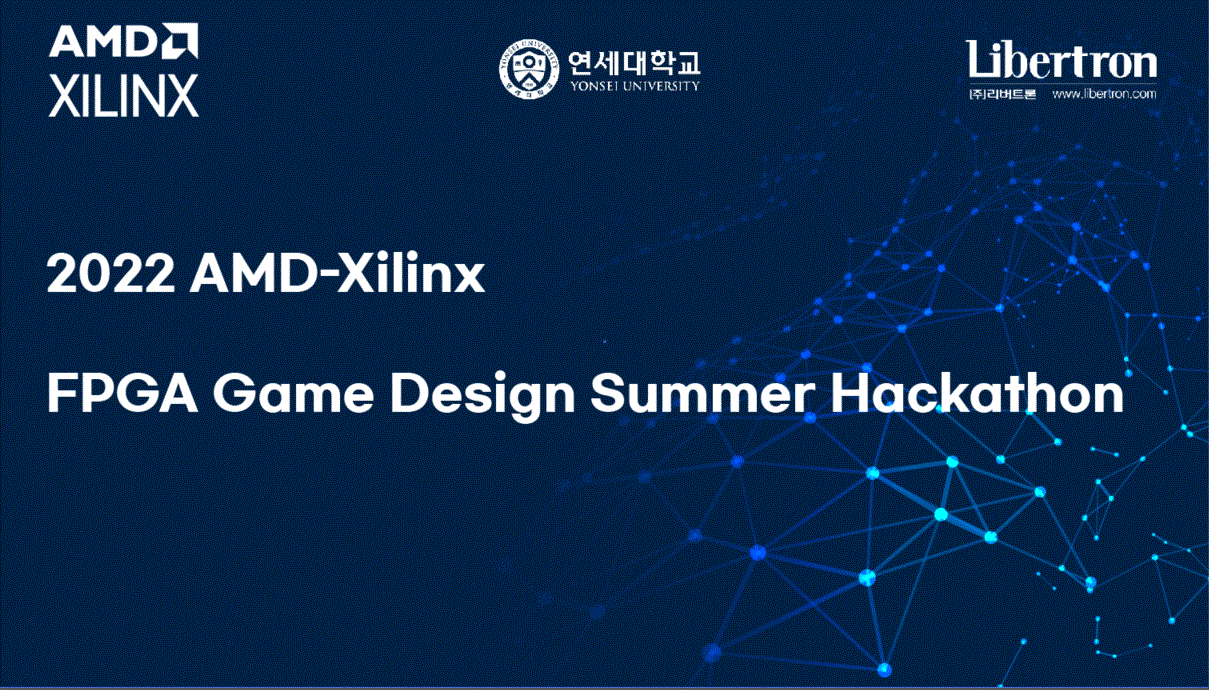 AMD
XILINX
연세대학교
YONSEI UNIVERSITY
Libertron
(주)리버트론 www.libertron.com
2022 AMD-Xilinx
FPGA Game Design Summer Hackathon